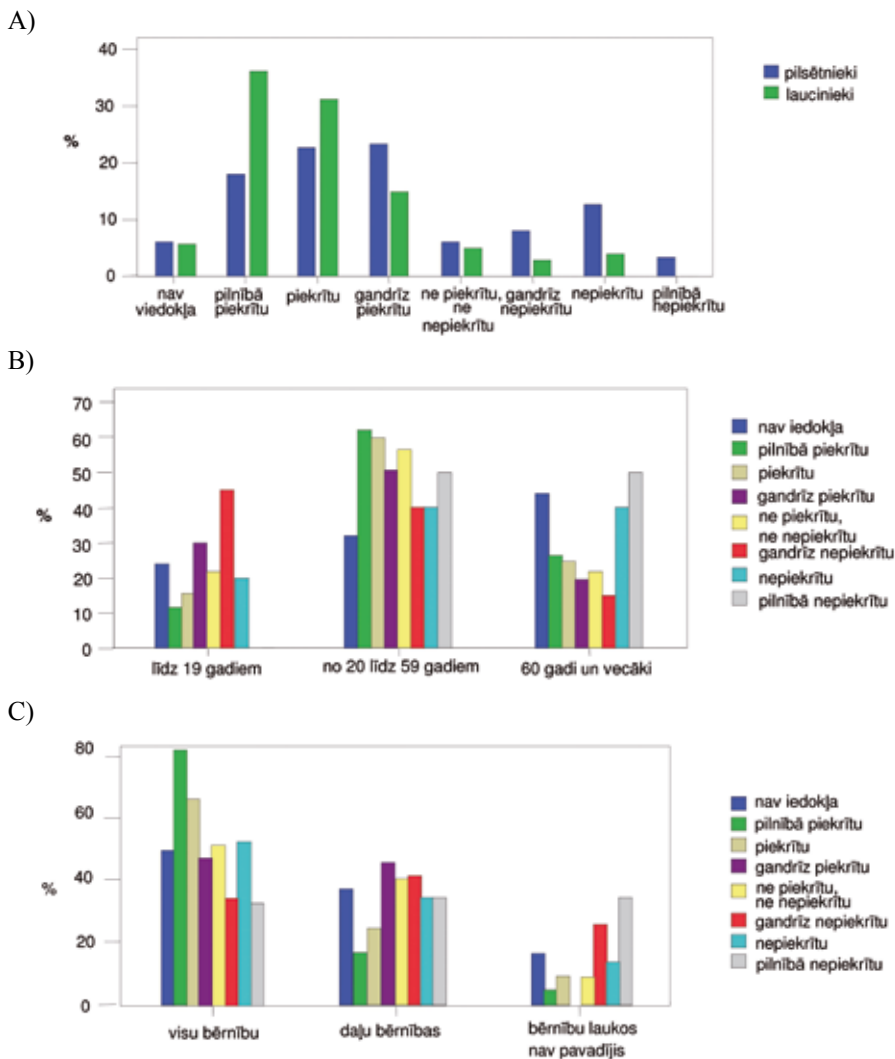 A)
40
30
%
20
10
0
pilsētnieki
laucinieki
nav viedokļa
pilnībā piekrītu
piekrītu
gandrīz piekrītu
ne piekrītu, ne nepiekrītu
gandrīz nepiekrītu
nepiekrītu
pilnībā nepiekrītu
B)
70
60
50
%
40
30
20
10
0
līdz 19 gadiem
no 20 līdz 59 gadiem
60 gadi un vecāki
nav iedokļa
pilnībā piekrītu
piekrītu
gandrīz piekrītu
ne piekrītu,
ne nepiekrītu
gandrīz nepiekrītu
nepiekrītu
pilnībā nepiekrītu
C)
80
60
40
%
20
0
visu bērnību
daļu bērnības
bērnību laukos
nav pavadījis
nav iedokļa
pilnībā piekrītu
piekrītu
gandrīz piekrītu
ne piekrītu,
ne nepiekrītu
gandrīz nepiekrītu
nepiekrītu
pilnībā nepiekrītu